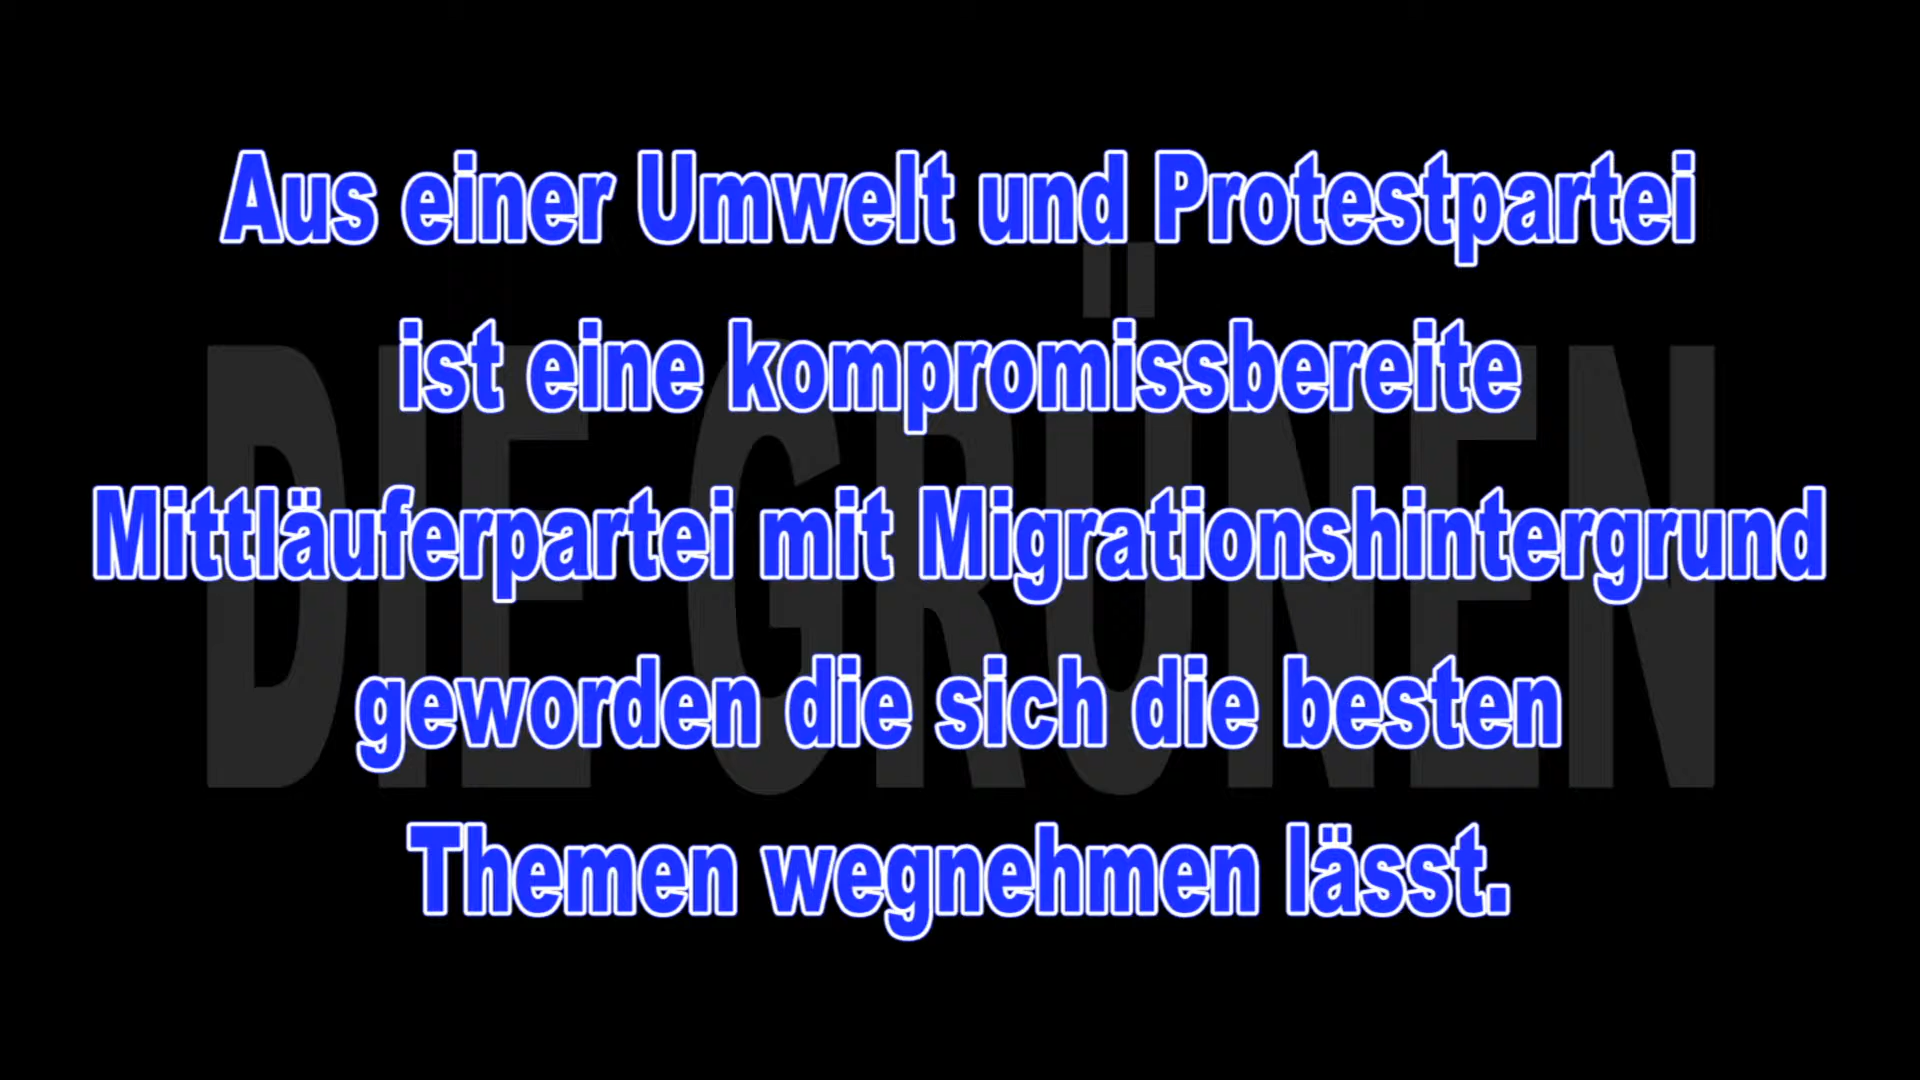 Aus einer Umwelt und Protestpartei
ist eine kompromissbereite
Mittläuferpartei mit Migrationshintergrund
geworden die sich die besten
Themen wegnehmen lässt.
DIE GRÜNEN